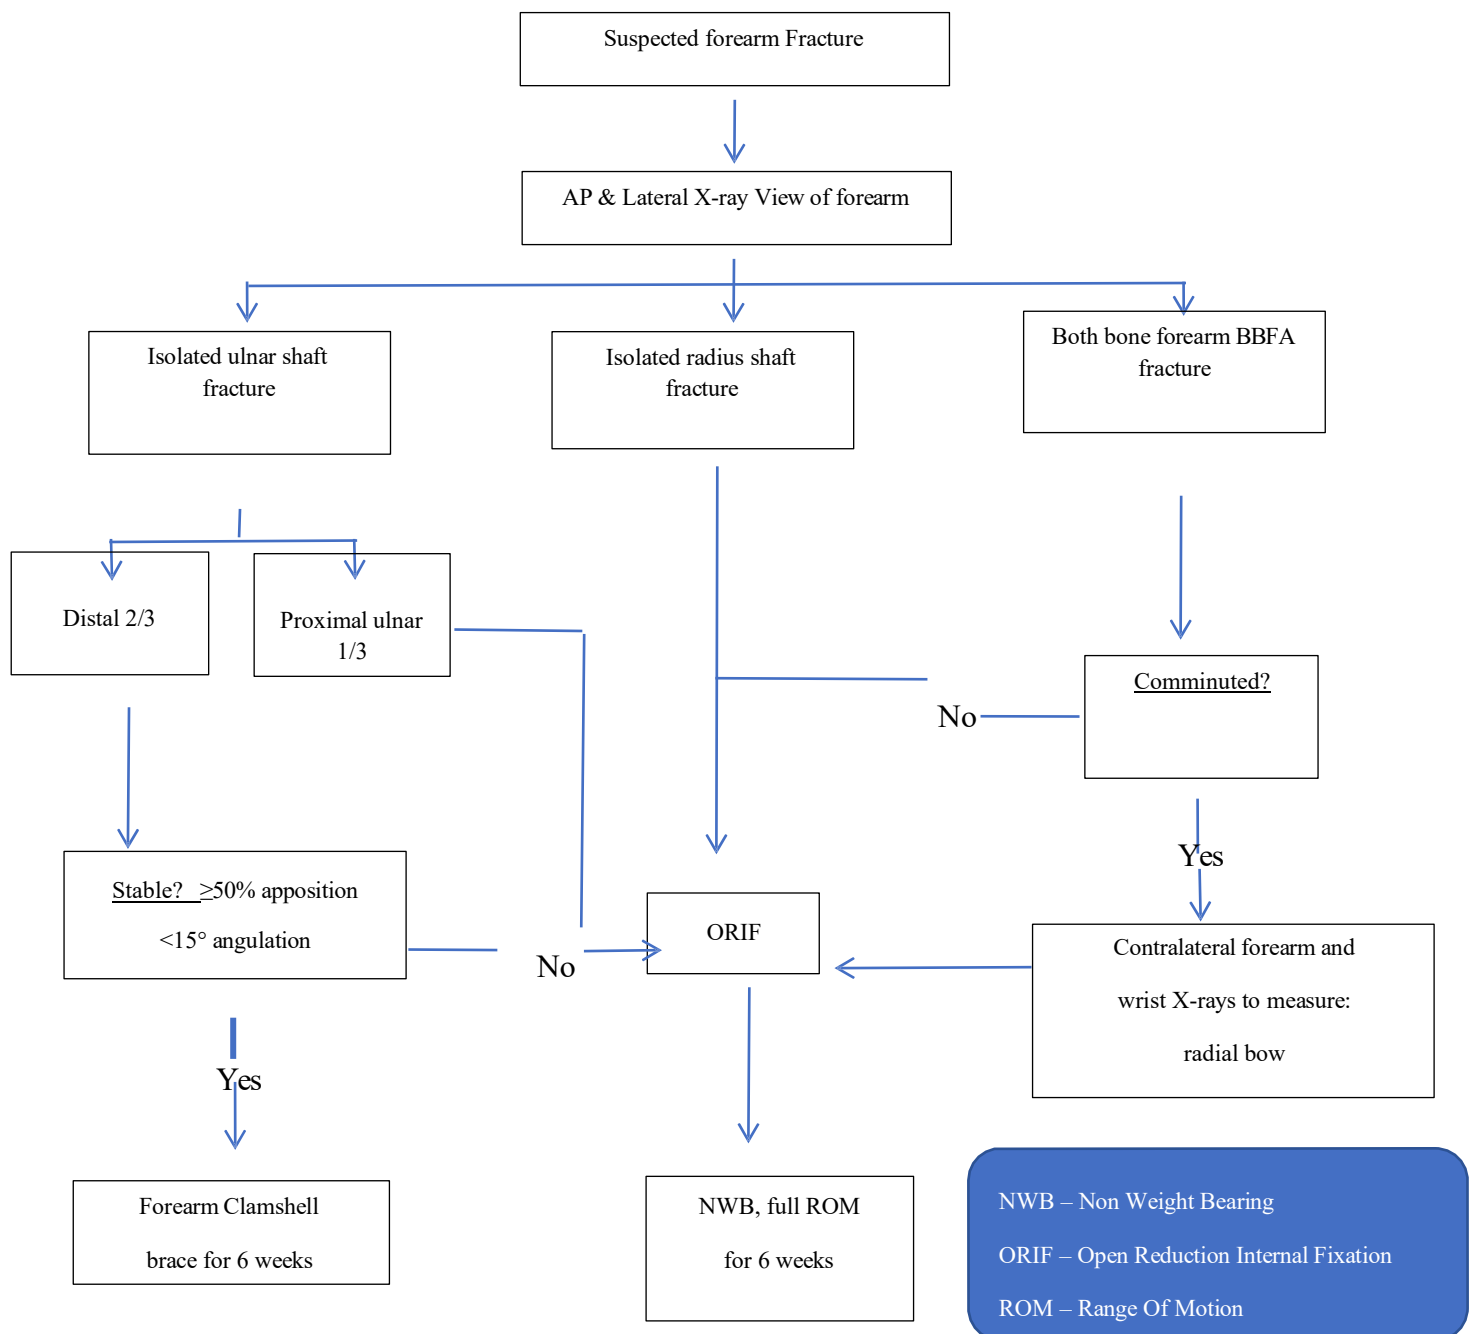 Suspected forearm Fracture
AP & Lateral X-ray View of forearm
Isolated ulnar shaft
fracture
Isolated radius shaft
fracture
Both bone forearm BBFA
fracture
Distal 2/3
Proximal ulnar
1/3
Comminuted?
No
Yes
Stable? ≥50% apposition
<15° angulation
No
ORIF
Contralateral forearm and
wrist X-rays to measure:
radial bow
Yes
Forearm Clamshell
brace for 6 weeks
NWB, full ROM
for 6 weeks
NWB – Non Weight Bearing
ORIF – Open Reduction Internal Fixation
ROM – Range Of Motion